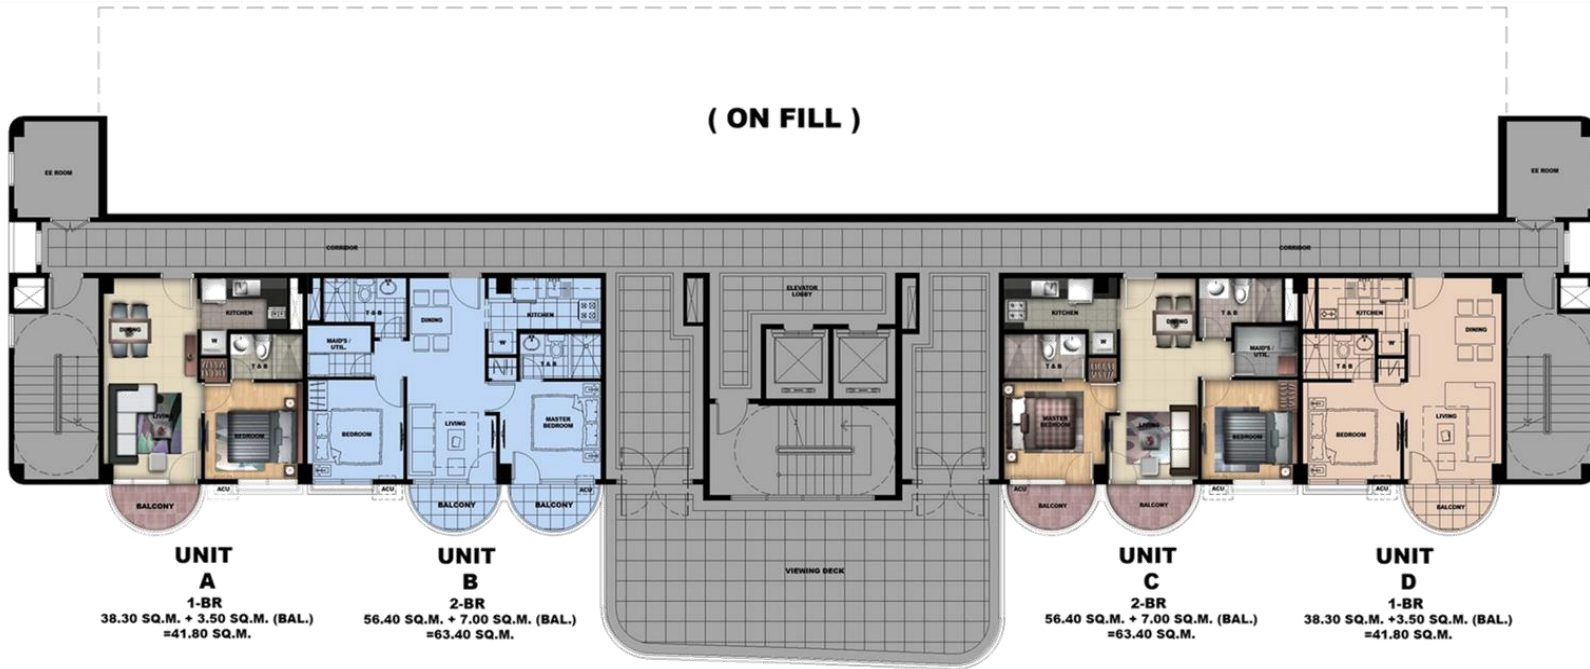 ( ON FILL )
EE ROOM
EE ROOM
CORRIDOR
CORRIDOR
DINING
KITCHEN
W
T & B
LIVING
BEDROOM
BALCONY
ACU
T & B
MAID'S /
UTIL.
DINING
KITCHEN
W
T & B
BEDROOM
LIVING
MASTER
BEDROOM
ACU
BALCONY
BALCONY
ACU
ELEVATOR
LOBBY
VIEWING DECK
KITCHEN
DINING
T & B
T & B
W
MAID'S /
UTIL.
MASTER
BEDROOM
LIVING
BEDROOM
ACU
BALCONY
BALCONY
ACU
KITCHEN
DINING
W
T & B
BEDROOM
LIVING
ACU
BALCONY
UNIT
A
1-BR
38.30 SQ.M. + 3.50 SQ.M. (BAL.)
=41.80 SQ.M.
UNIT
B
2-BR
56.40 SQ.M. + 7.00 SQ.M. (BAL.)
=63.40 SQ.M.
UNIT
C
2-BR
56.40 SQ.M. + 7.00 SQ.M. (BAL.)
=63.40 SQ.M.
UNIT
D
1-BR
38.30 SQ.M. +3.50 SQ.M. (BAL.)
=41.80 SQ.M.